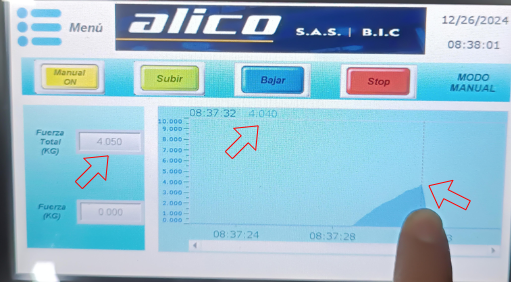 Menú
alico S.A.S. | B.I.C
12/26/2024
08:38:01
Manual
ON
Subir
Bajar
Stop
MODO
MANUAL
Fuerza
Total
(KG)
4.050
Fuerza
(KG)
0.000
08:37:32 4.040
10.000
9.000
8.000
7.000
6.000
5.000
4.000
3.000
2.000
1.000
0.000
08:37:24
08:37:28